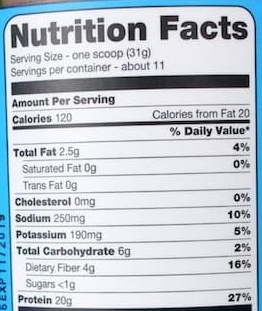 Nutrition Facts
Serving Size - one scoop (31g)
Servings per container - about 11
Amount Per Serving
Calories 120 Calories from Fat 20
% Daily Value*
Total Fat 2.5g 4%
Saturated Fat 0g 0%
Trans Fat 0g
Cholesterol 0mg 0%
Sodium 250mg 10%
Potassium 190mg 5%
Total Carbohydrate 6g 2%
Dietary Fiber 4g 16%
Sugars <1g
Protein 20g 27%
EXP 11/2019